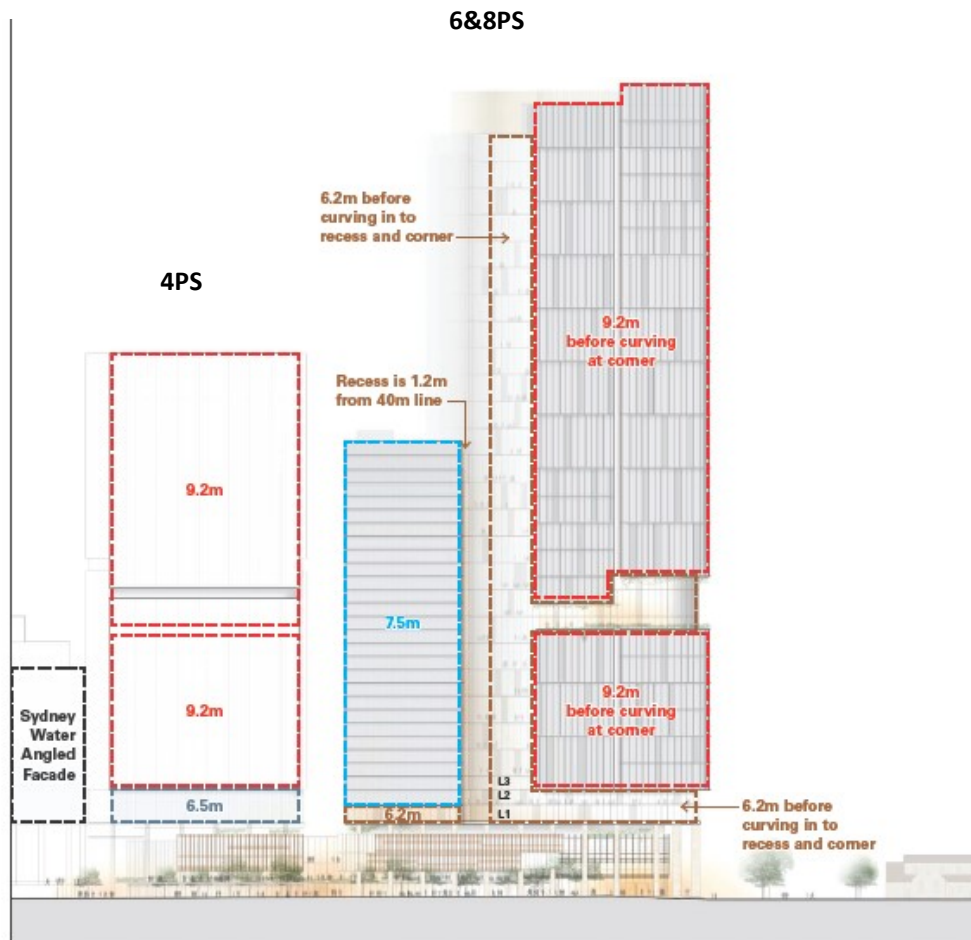 6&8PS
6.2m before
curving in to
recess and corner
4PS
9.2m
before curving
at corner
Recess is 1.2m
from 40m line
9.2m
7.5m
9.2m
9.2m
before curving
at corner
Sydney
Water
Angled
Facade
L3
L2
L1
6.5m
6.2m
6.2m before
curving in to
recess and corner